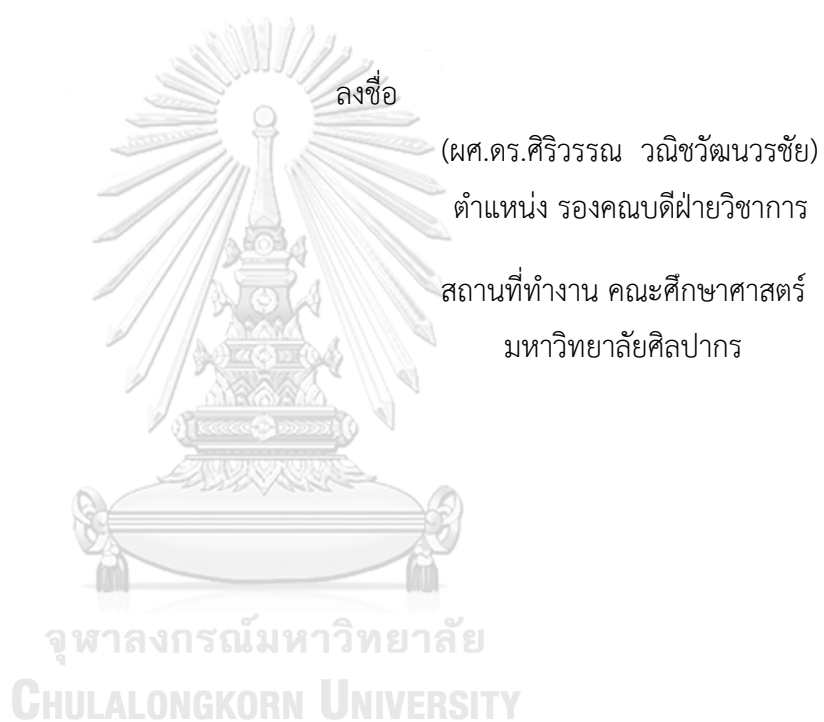 ลงชื่อ
(ผศ.ดร.ศิริวรรณ วณิชวัฒนวรชัย)
ตำแหน่ง รองคณบดีฝ่ายวิชาการ
สถานที่ทำงาน คณะศึกษาศาสตร์
มหาวิทยาลัยศิลปากร
จุฬาลงกรณ์มหาวิทยาลัย
CHULALONGKORN UNIVERSITY